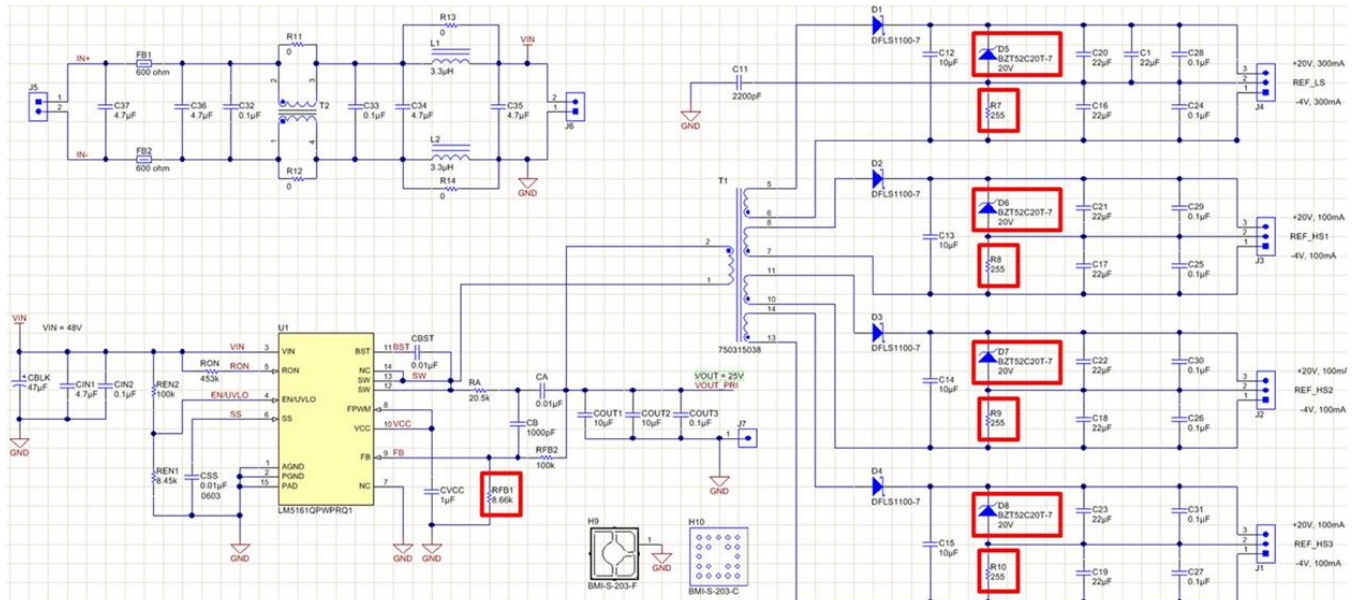 R13
0
R11
0
L1
3.3µH
VIN
IN+
FB1
600 ohm
J5
1
2
C37
4.7µF
C36
4.7µF
C32
0.1µF
2
3
T2
1
4
C33
0.1µF
C34
4.7µF
C35
4.7µF
2
1
J6
IN-
FB2
600 ohm
R12
0
L2
3.3µH
R14
0
GND
C11
2200pF
GND
D1
DFLS1100-7
C12
10µF
D5
BZT52C20T-7
20V
R7
255
C20
22µF
C1
22µF
C28
0.1µF
C16
22µF
C24
0.1µF
+20V, 300mA
3
2
REF_LS
1
J4
-4V, 300mA
T1
5
6
8
7
11
10
14
13
2
1
750315038
D2
DFLS1100-7
C13
10µF
D6
BZT52C20T-7
20V
R8
255
C21
22µF
C29
0.1µF
C17
22µF
C25
0.1µF
+20V, 100mA
3
2
REF_HS1
1
J3
-4V, 100mA
D3
DFLS1100-7
C14
10µF
D7
BZT52C20T-7
20V
R9
255
C22
22µF
C30
0.1µF
C18
22µF
C26
0.1µF
+20V, 100mA
3
2
REF_HS2
1
J2
-4V, 100mA
D4
DFLS1100-7
C15
10µF
D8
BZT52C20T-7
20V
R10
255
C23
22µF
C31
0.1µF
C19
22µF
C27
0.1µF
+20V, 100mA
3
2
REF_HS3
1
J1
-4V, 100mA
VIN
VIN = 48V
+
CBLK
47µF
CIN1
4.7µF
CIN2
0.1µF
GND
REN2
100k
REN1
8.45k
RON
453k
CSS
0.01µF
0603
GND
VIN
RON
EN/UVLO
SS
U1
3
VIN
5
RON
4
EN/UVLO
6
SS
1
AGND
2
PGND
15
PAD
BST
11
BST
NC
14
SW
13
SW
SW
12
FPWM
8
VCC
10
VCC
FB
9
FB
NC
7
LM5161QPWPRQ1
CBST
0.01µF
RA
20.5k
CA
0.01µF
CB
1000pF
RFB2
100k
CVCC
1µF
RFB1
8.66k
GND
GND
VOUT = 25V
VOUT_PRI
COUT1
10µF
COUT2
10µF
COUT3
0.1µF
J7
1
GND
H9
1
GND
BMI-S-203-F
H10
BMI-S-203-C